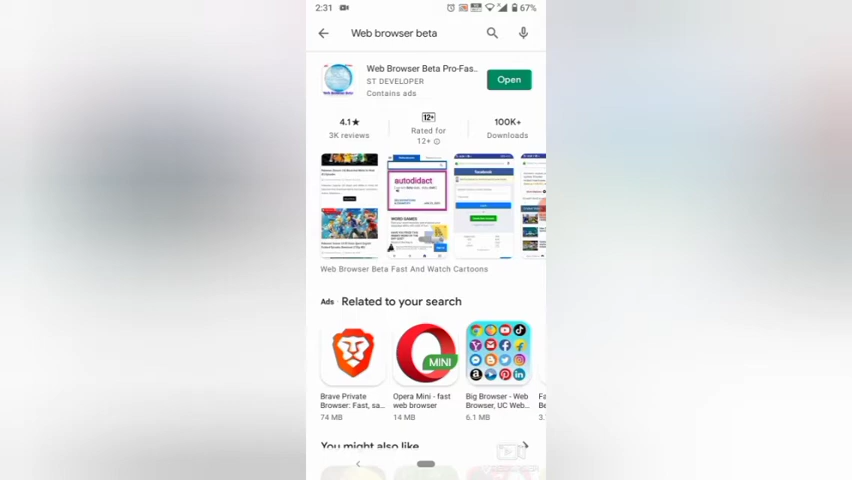 2:31
67%
Web browser beta
Web Browser Beta Pro-Fas..
ST DEVELOPER
Contains ads
Open
4.1★
3K reviews
12+
Rated for
12+
100K+
Downloads
autodidact
WORD GAMES
Facebook
Web Browser Beta Fast And Watch Cartoons
Ads
Related to your search
MINI
Brave Private
Browser: Fast, sa...
74 MB
Opera Mini - fast
web browser
14 MB
Big Browser - Web
Browser, UC Web...
6.1 MB
You might also like